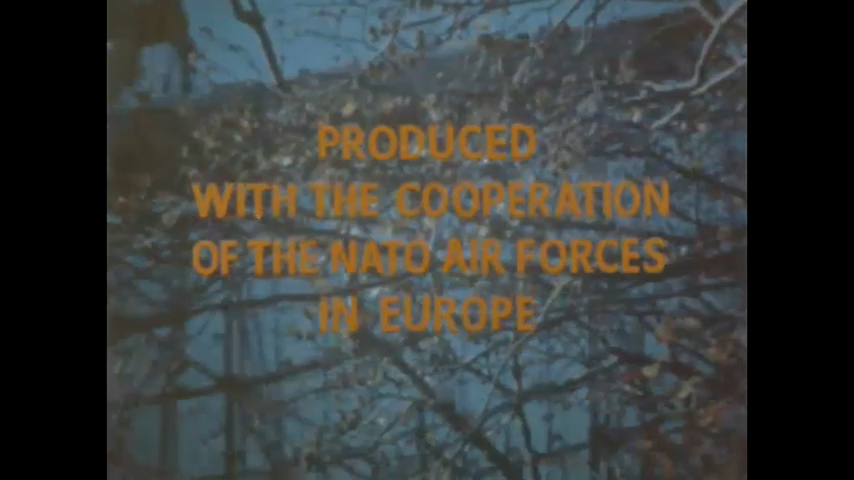 PRODUCED
WITH THE COOPERATION
OF THE NATO AIR FORCES
IN EUROPE